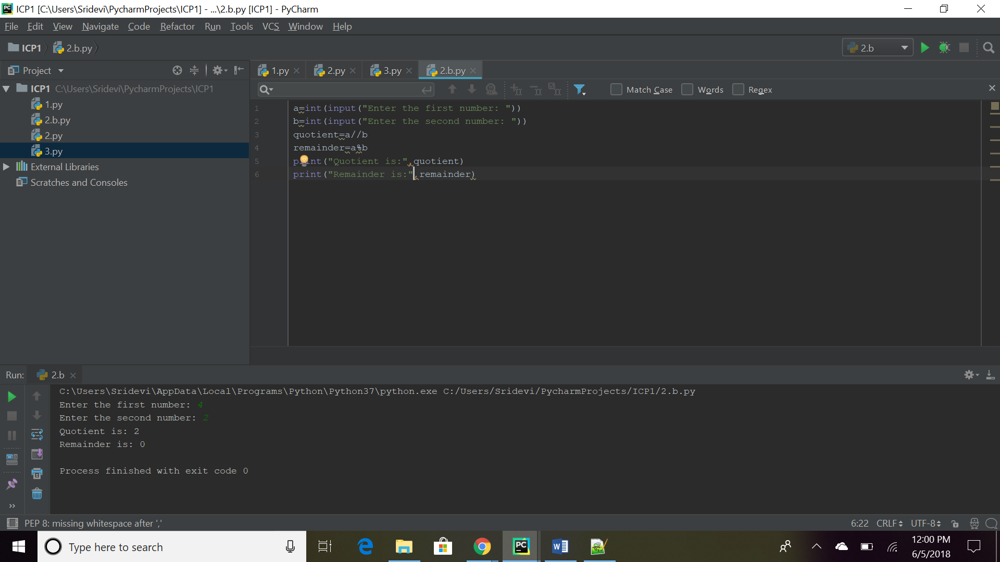 ICP1 [C:\Users\Sridevi\PycharmProjects\ICP1] - ...\2.b.py [ICP1] - PyCharm
File Edit View Navigate Code Refactor Run Tools VCS Window Help
ICP1 2.b.py 2.b
Project 1.py 2.py 3.py 2.b.py
Match Case Words Regex
ICP1 C:\Users\Sridevi\PycharmProjects\ICP1
1.py
2.b.py
2.py
3.py
External Libraries
Scratches and Consoles
1 a=int(input("Enter the first number: "))
2 b=int(input("Enter the second number: "))
3 quotient=a//b
4 remainder=a%b
5 print("Quotient is:",quotient)
6 print("Remainder is:",remainder)
Run: 2.b
C:\Users\Sridevi\AppData\Local\Programs\Python\Python37\python.exe C:/Users/Sridevi/PycharmProjects/ICP1/2.b.py
Enter the first number: 4
Enter the second number: 2
Quotient is: 2
Remainder is: 0
Process finished with exit code 0
PEP 8: missing whitespace after ',' 6:22 CRLF UTF-8
Type here to search
12:00 PM
6/5/2018